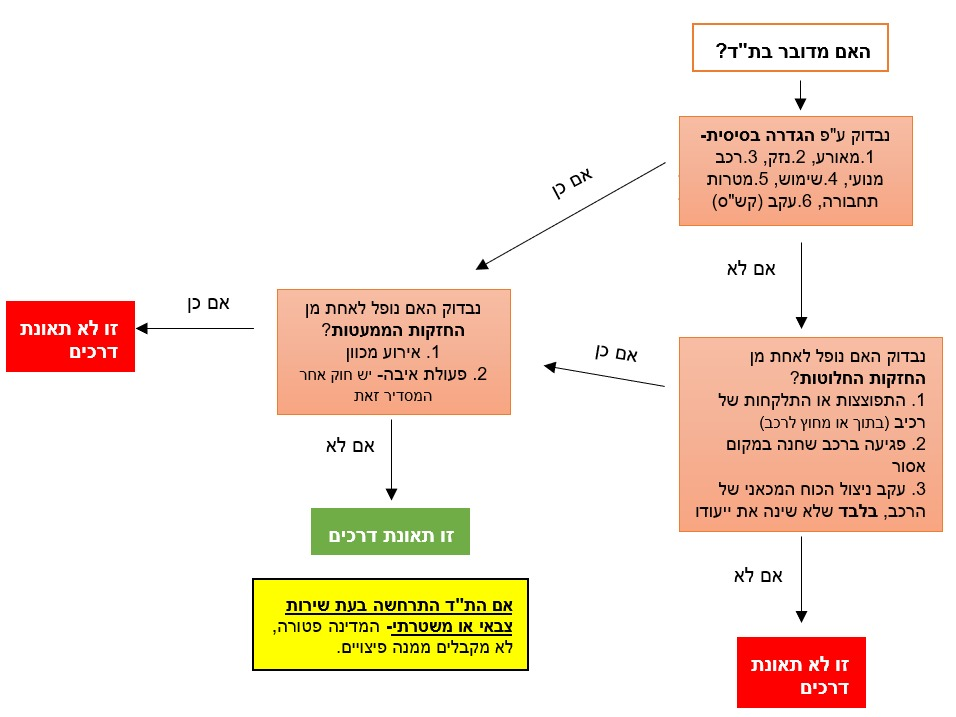 האם מדובר בת"ד?
נבדוק ע"פ הגדרה בסיסית-
1.מאורע, 2.נזק, 3.רכב
מנועי, 4.שימוש, 5.מטרות
תחבורה, 6.עקב (קש"ס)
אם כן
אם לא
נבדוק האם נופל לאחת מן
החזקות החלוטות?
1. התפוצצות או התלקחות של
רכיב (בתוך או מחוץ לרכב)
2. פגיעה ברכב שחנה במקום
אסור
3. עקב ניצול הכוח המכאני של
הרכב, בלבד שלא שינה את ייעודו
אם כן
אם לא
זו לא תאונת
דרכים
נבדוק האם נופל לאחת מן
החזקות הממעטות?
1. אירוע מכוון
2. פעולת איבה- יש חוק אחר
המסדיר זאת
אם כן
זו לא תאונת
דרכים
אם לא
זו תאונת דרכים
אם הת"ד התרחשה בעת שירות
צבאי או משטרתי- המדינה פטורה,
לא מקבלים ממנה פיצויים.